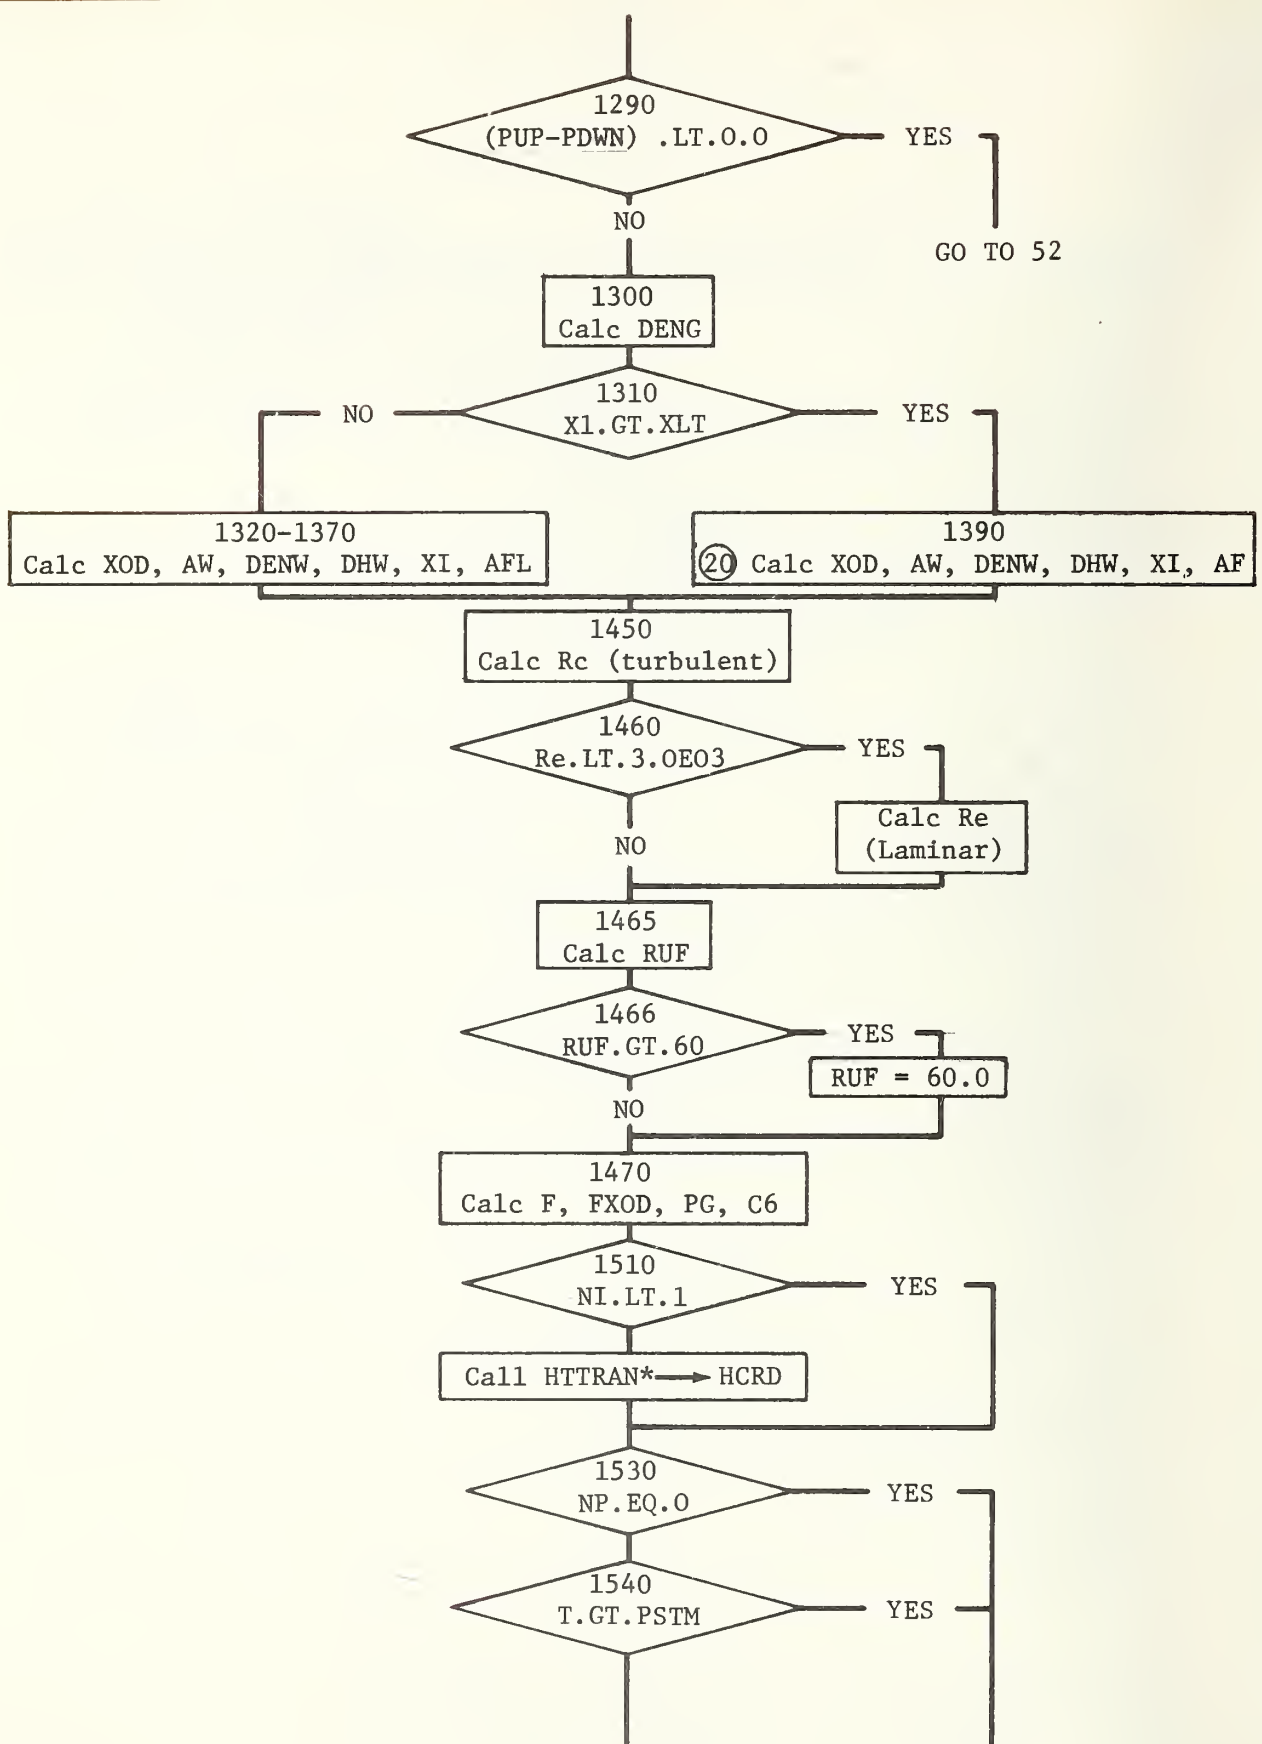 1290
(PUP-PDWN) .LT.0.0
YES
NO
GO TO 52
1300
Calc DENG
1310
X1.GT.XLT
NO
YES
1320-1370
Calc XOD, AW, DENW, DHW, XI, AFL
1390
20 Calc XOD, AW, DENW, DHW, XI, AF
1450
Calc Rc (turbulent)
1460
Re.LT.3.0E03
YES
NO
Calc Re
(Laminar)
1465
Calc RUF
1466
RUF.GT.60
YES
RUF = 60.0
NO
1470
Calc F, FXOD, PG, C6
1510
NI.LT.1
YES
Call HTTRAN*→ HCRD
1530
NP.EQ.0
YES
1540
T.GT.PSTM
YES